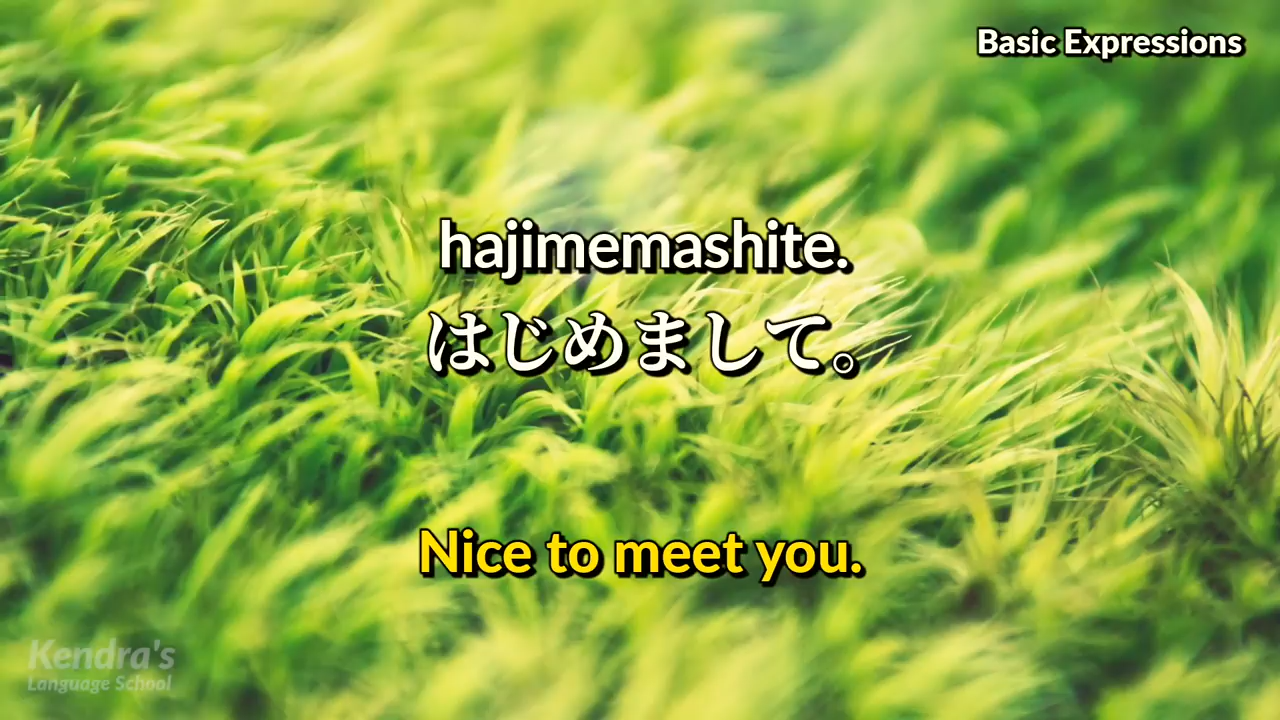 Basic Expressions
hajimemashite.
はじめまして。
Nice to meet you.
Kendra's
Language School